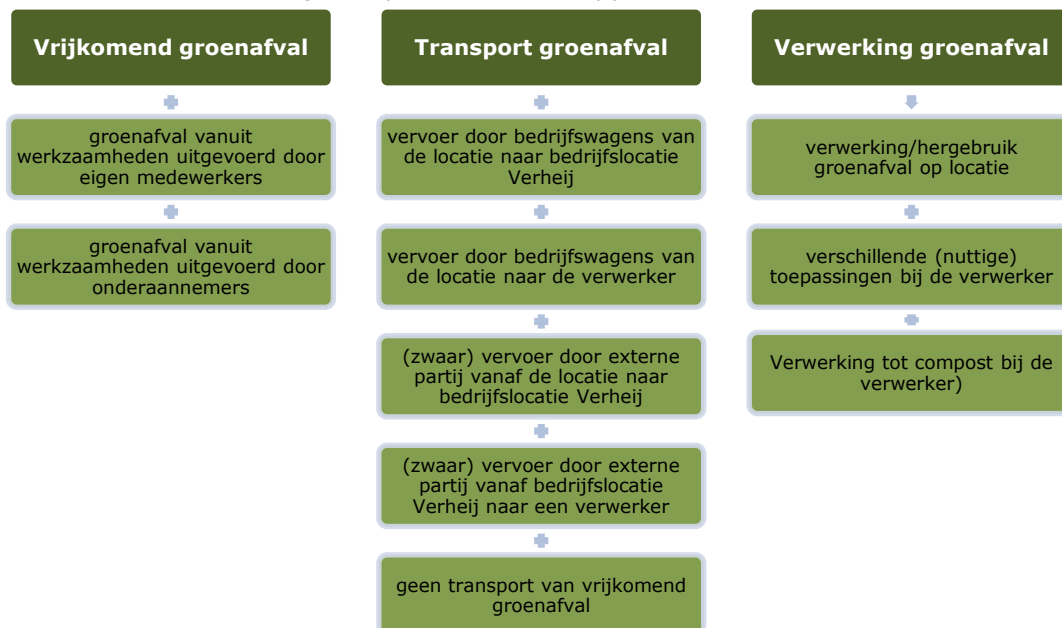 Vrijkomend groenafval
groenafval vanuit
werkzaamheden uitgevoerd door
eigen medewerkers
groenafval vanuit
werkzaamheden uitgevoerd door
onderaannemers
Transport groenafval
vervoer door bedrijfswagens van
de locatie naar bedrijfslocatie
Verheij
vervoer door bedrijfswagens van
de locatie naar de verwerker
(zwaar) vervoer door externe
partij vanaf de locatie naar
bedrijfslocatie Verheij
(zwaar) vervoer door externe
partij vanaf bedrijfslocatie
Verheij naar een verwerker
geen transport van vrijkomend
groenafval
Verwerking groenafval
verwerking/hergebruik
groenafval op locatie
verschillende (nuttige)
toepassingen bij de verwerker
Verwerking tot compost bij de
verwerker)